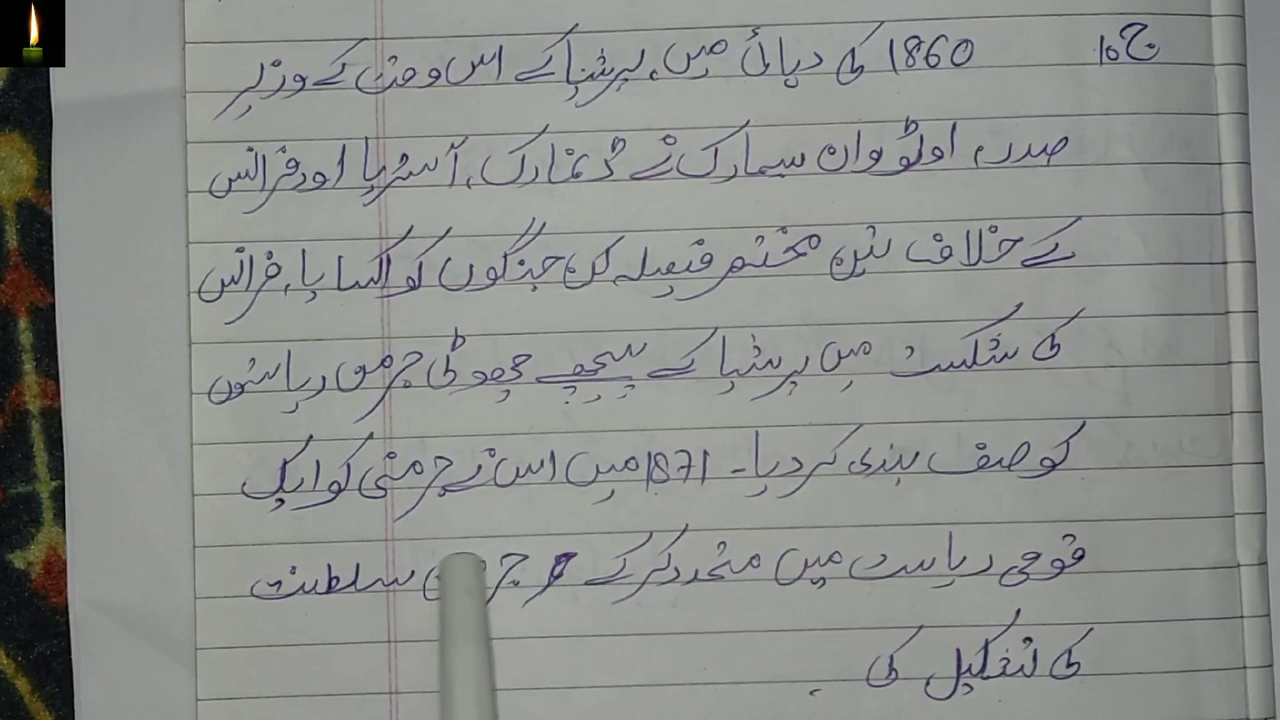 ج10 1860 کی دہائی میں، پرشیا کے اس وقت کے وزیر
صدر، اوٹو وان بسمارک نے ڈنمارک، آسٹریا اور فرانس
کے خلاف تین مختصر فیصلہ کن جنگوں کو اکسایا، فرانس
کی شکست میں پرشیا کے پیچھے چھوٹی جرمن ریاستوں
کو صف بندی کر دیا۔ 1871 میں اس نے جرمنی کو ایک
قومی ریاست میں متحد کر کے سلطنت
کی تشکیل کی